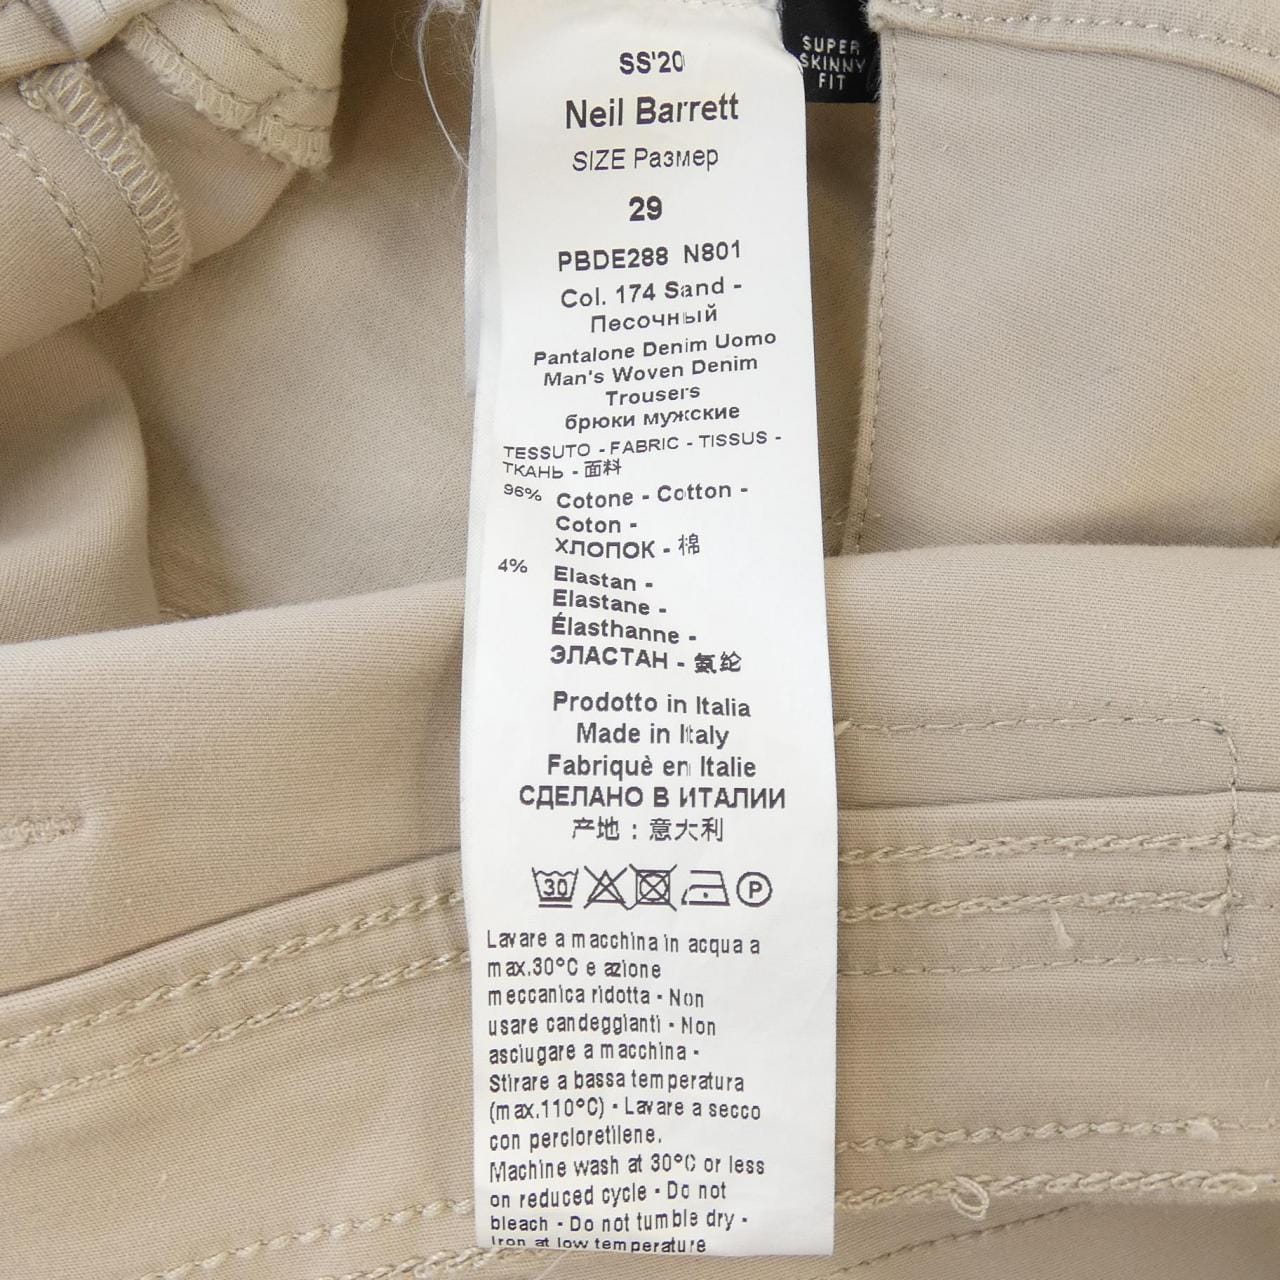 SS'20
SUPER
SKINNY
FIT
Neil Barrett
SIZE Размер
29
PBDE288 N801
Col. 174 Sand -
Песочный
Pantalone Denim Uomo
Man's Woven Denim
Trousers
брюки мужские
TESSUTO - FABRIC - TISSUS -
ТКАНЬ - 面料
96% Cotone - Cotton -
Coton -
ХЛОПОК - 棉
4% Elastan -
Elastane -
Élasthanne -
ЭЛАСТАН - 氨纶
Prodotto in Italia
Made in Italy
Fabriquè en Italie
СДЕЛАНО В ИТАЛИИ
产地：意大利
30 P
Lavare a macchina in acqua a
max.30°C e azione
meccanica ridotta - Non
usare candeggianti - Non
asciugare a macchina -
Stirare a bassa temperatura
(max.110°C) - Lavare a secco
con percloretilene.
Machine wash at 30°C or less
on reduced cycle - Do not
bleach - Do not tumble dry -
Iron at low temperature